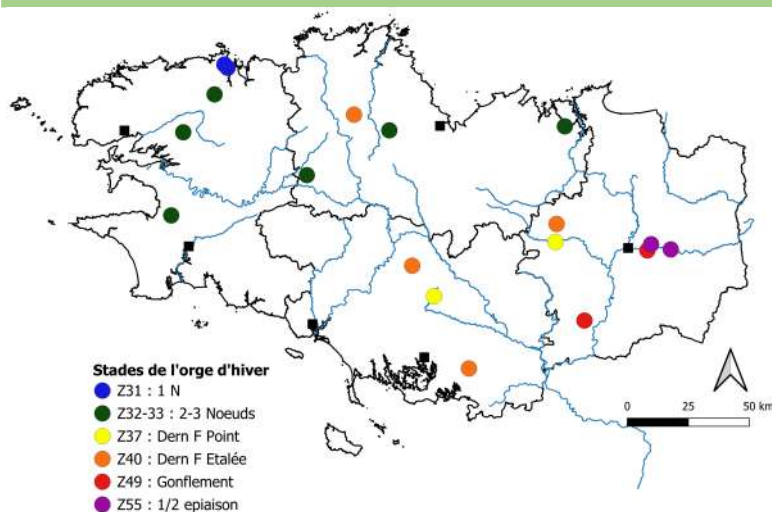 Stades de l'orge d'hiver
Z31 : 1 N
Z32-33 : 2-3 Noeuds
Z37 : Dern F Point
Z40 : Dern F Etalée
Z49 : Gonflement
Z55 : 1/2 epiaison
0 25 50 km